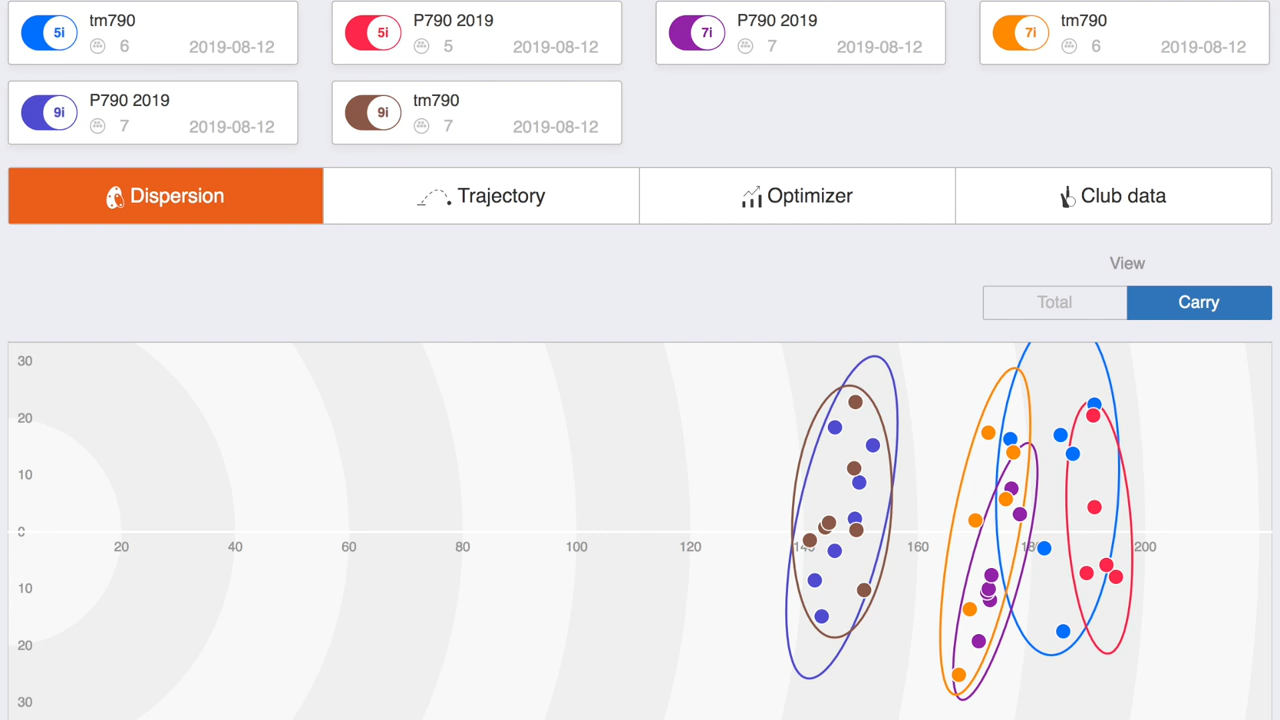 5i tm790 6 2019-08-12
5i P790 2019 5 2019-08-12
7i P790 2019 7 2019-08-12
7i tm790 6 2019-08-12
9i P790 2019 7 2019-08-12
9i tm790 7 2019-08-12
Dispersion Trajectory Optimizer Club data
View
Total Carry
30
20
10
0
20 40 60 80 100 120 140 160 180 200
10
20
30